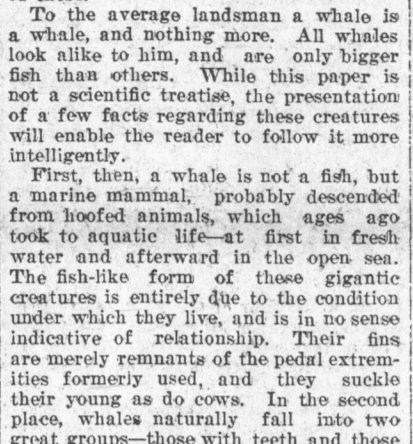 To the average landsman a whale is
a whale, and nothing more. All whales
look alike to him, and are only bigger
fish than others. While this paper is
not a scientific treatise, the presentation
of a few facts regarding these creatures
will enable the reader to follow it more
intelligently.
First, then, a whale is not a fish, but
a marine mammal, probably descended
from hoofed animals, which ages ago
took to aquatic life—at first in fresh
water and afterward in the open sea.
The fish-like form of these gigantic
creatures is entirely due to the condition
under which they live, and is in no sense
indicative of relationship. Their fins
are merely remnants of the pedal extrem-
ities formerly used, and they suckle
their young as do cows. In the second
place, whales naturally fall into two
great groups—those with teeth and those